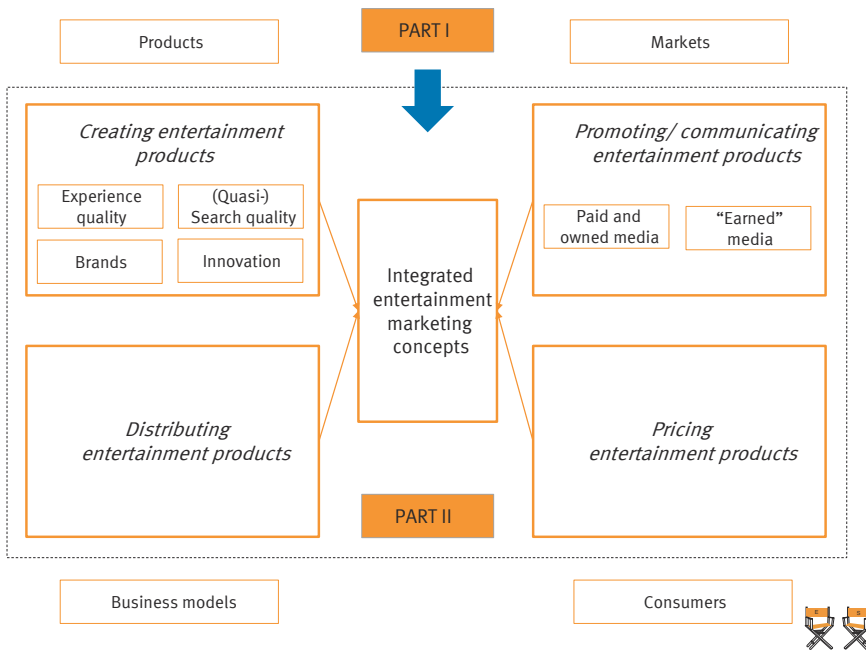 Products
PART I
Markets
Creating entertainment
products
Experience
quality
(Quasi-)
Search quality
Brands
Innovation
Promoting/ communicating
entertainment products
Paid and
owned media
“Earned”
media
Integrated
entertainment
marketing
concepts
Distributing
entertainment products
Pricing
entertainment products
PART II
Business models
Consumers
E
S